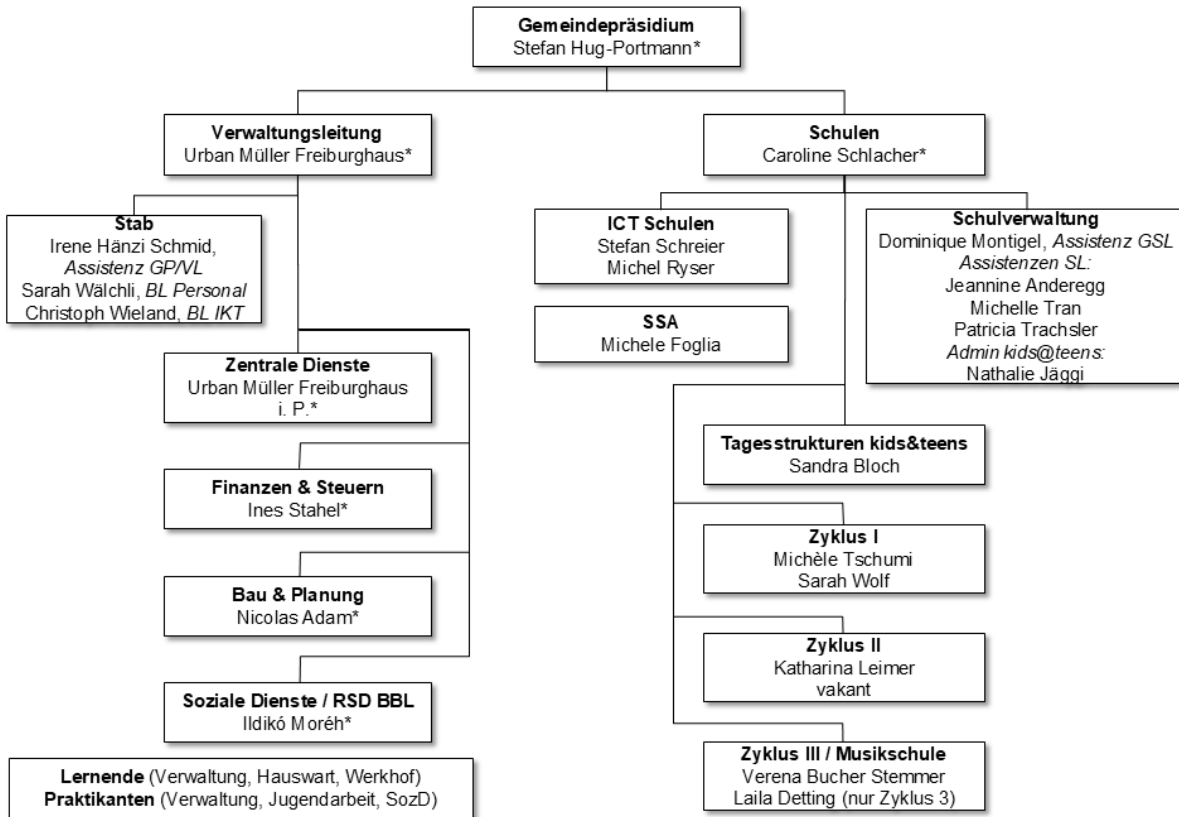 Gemeindepräsidium
Stefan Hug-Portmann*
Verwaltungsleitung
Urban Müller Freiburghaus*
Schulen
Caroline Schlacher*
Stab
Irene Hänzi Schmid,
Assistenz GP/VL
Sarah Wälchli, BL Personal
Christoph Wieland, BL IKT
ICT Schulen
Stefan Schreier
Michel Ryser
Schulverwaltung
Dominique Montigel, Assistenz GSL
Assistenzen SL:
Jeannine Anderegg
Michelle Tran
Patricia Trachsler
Admin kids@teens:
Nathalie Jäggi
SSA
Michele Foglia
Zentrale Dienste
Urban Müller Freiburghaus
i. P.*
Tagesstrukturen kids&teens
Sandra Bloch
Finanzen & Steuern
Ines Stahel*
Zyklus I
Michèle Tschumi
Sarah Wolf
Bau & Planung
Nicolas Adam*
Zyklus II
Katharina Leimer
vakant
Soziale Dienste / RSD BBL
Ildikó Moréh*
Zyklus III / Musikschule
Verena Bucher Stemmer
Laila Detting (nur Zyklus 3)
Lernende (Verwaltung, Hauswart, Werkhof)
Praktikanten (Verwaltung, Jugendarbeit, SozD)